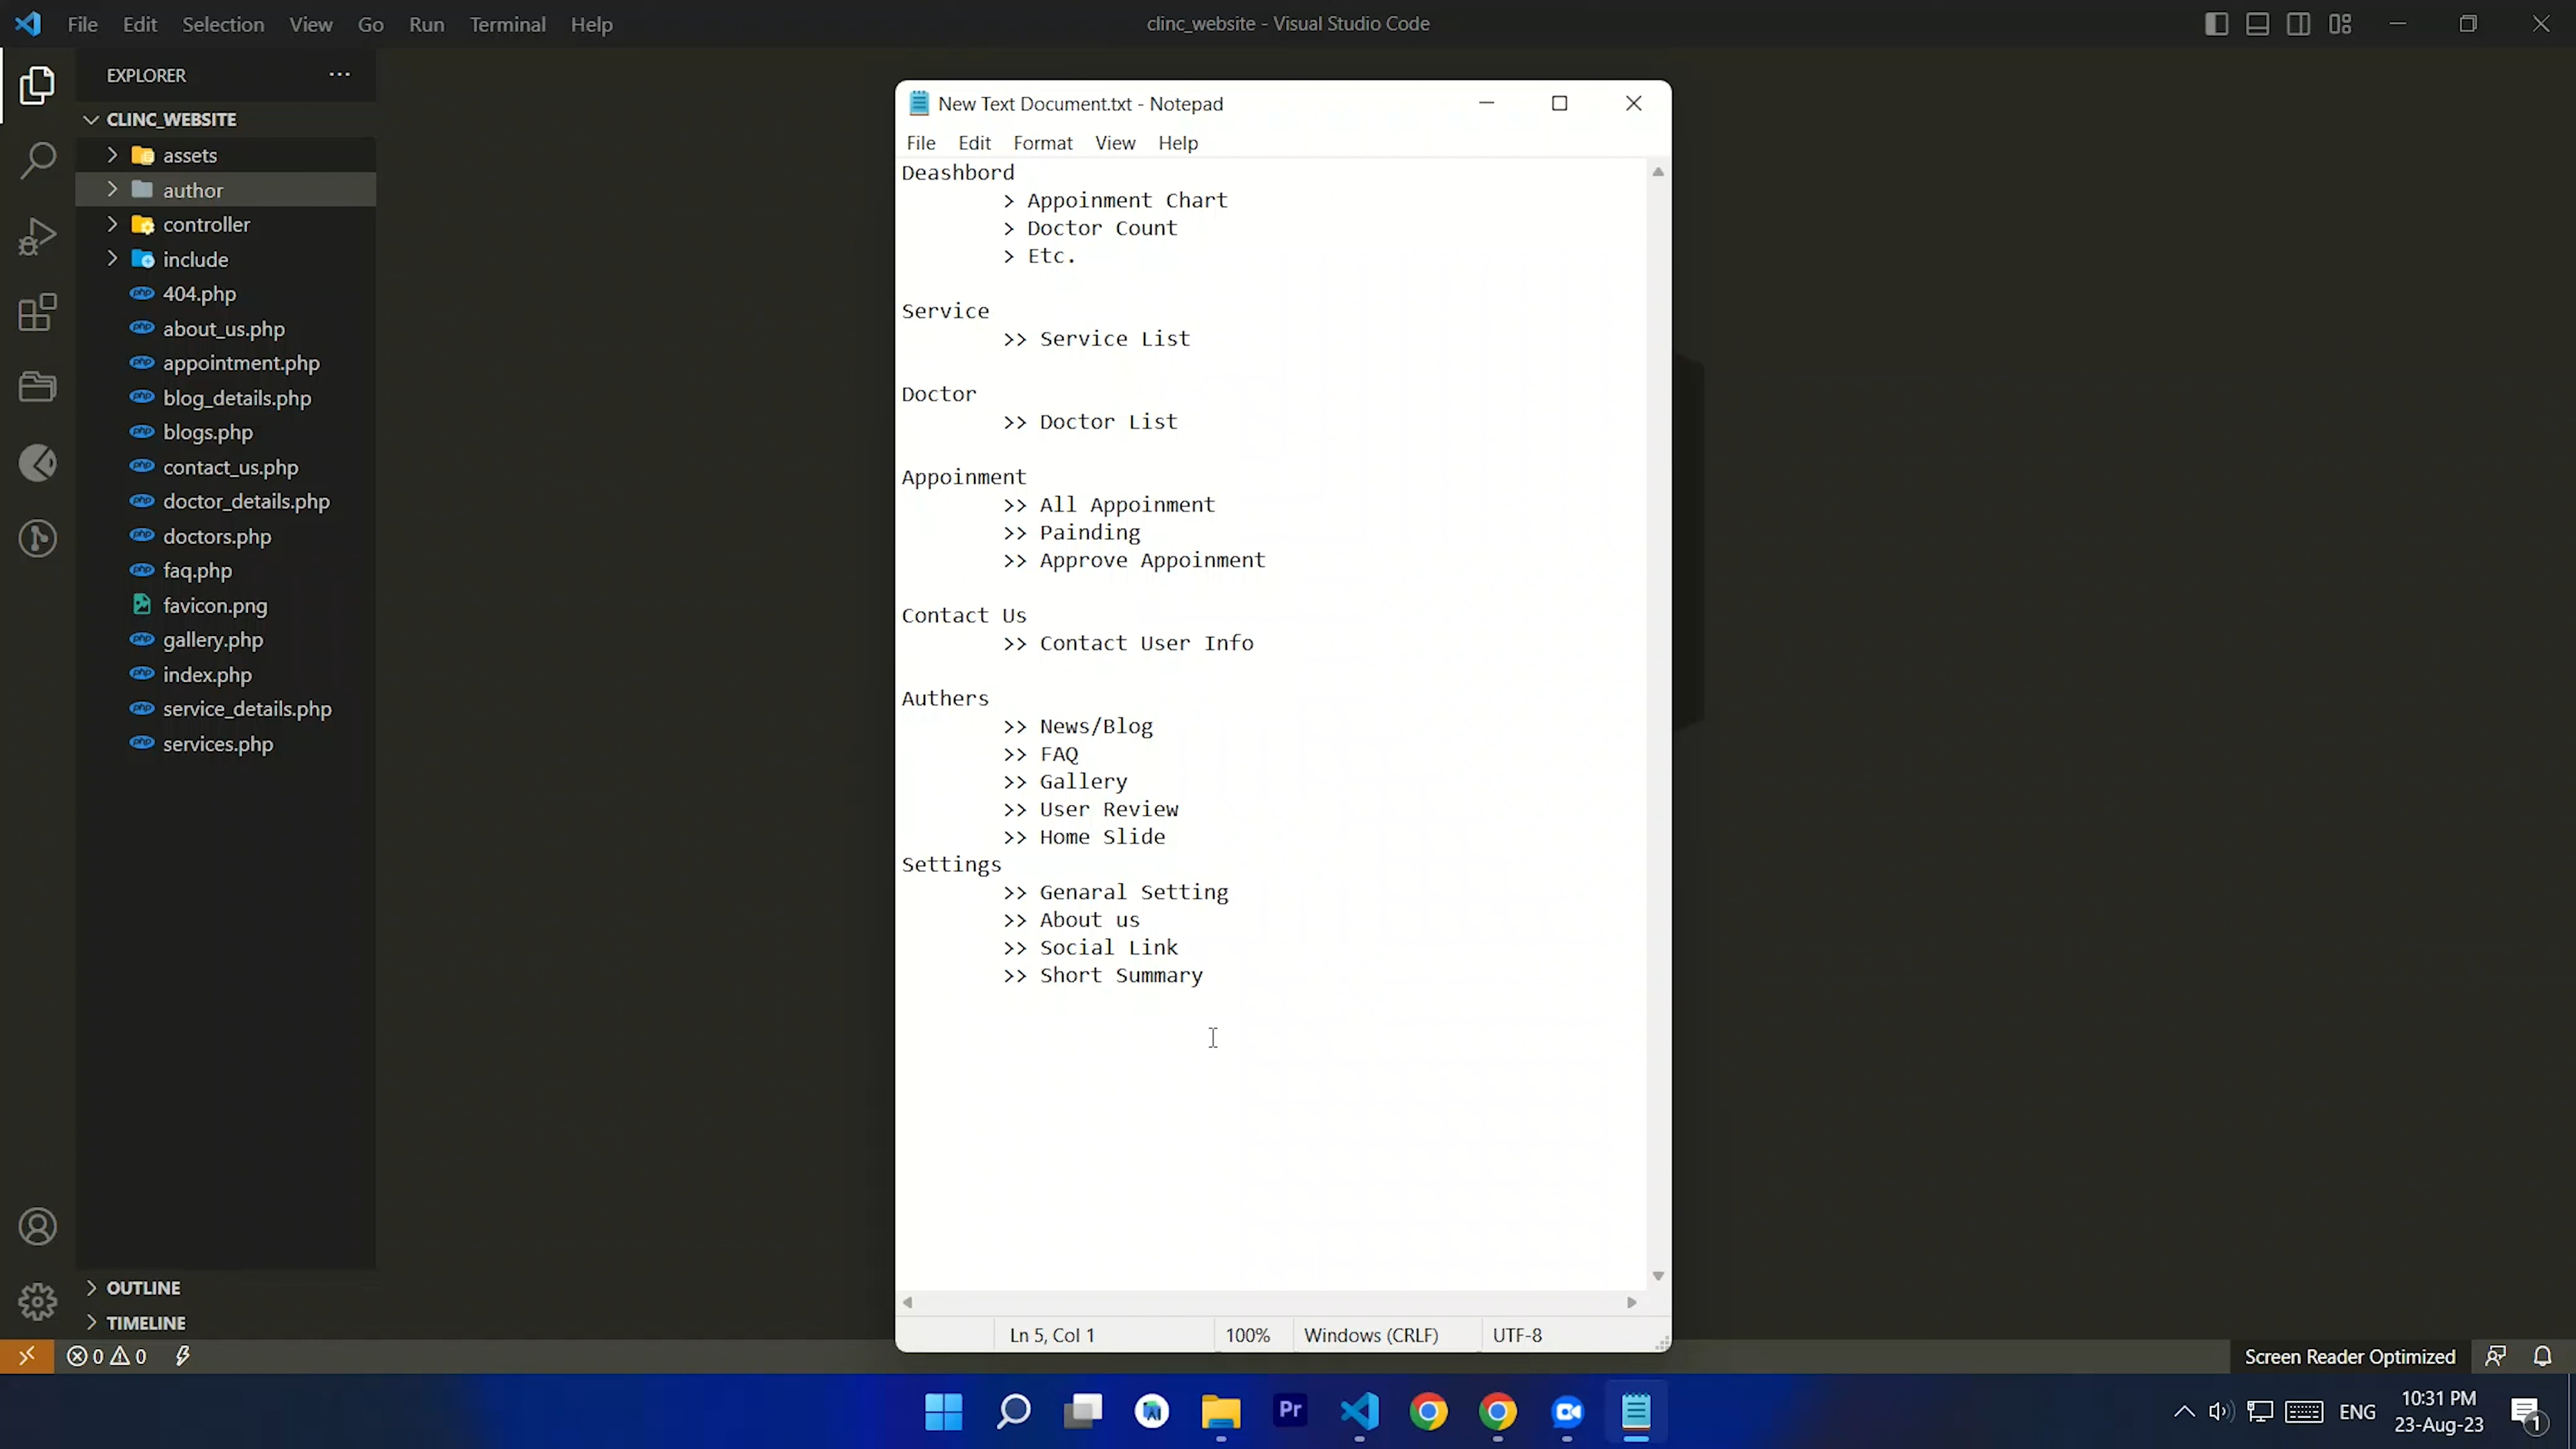 File Edit Selection View Go Run Terminal Help
clinc_website - Visual Studio Code
EXPLORER
CLINC_WEBSITE
assets
author
controller
include
404.php
about_us.php
appointment.php
blog_details.php
blogs.php
contact_us.php
doctor_details.php
doctors.php
faq.php
favicon.png
gallery.php
index.php
service_details.php
services.php
OUTLINE
TIMELINE
New Text Document.txt - Notepad
File Edit Format View Help
Deashbord
> Appoinment Chart
> Doctor Count
> Etc.
Service
>> Service List
Doctor
>> Doctor List
Appoinment
>> All Appoinment
>> Painding
>> Approve Appoinment
Contact Us
>> Contact User Info
Authers
>> News/Blog
>> FAQ
>> Gallery
>> User Review
>> Home Slide
Settings
>> Genaral Setting
>> About us
>> Social Link
>> Short Summary
Ln 5, Col 1 100% Windows (CRLF) UTF-8
0 0
Screen Reader Optimized
Pr
ENG
10:31 PM
23-Aug-23
1